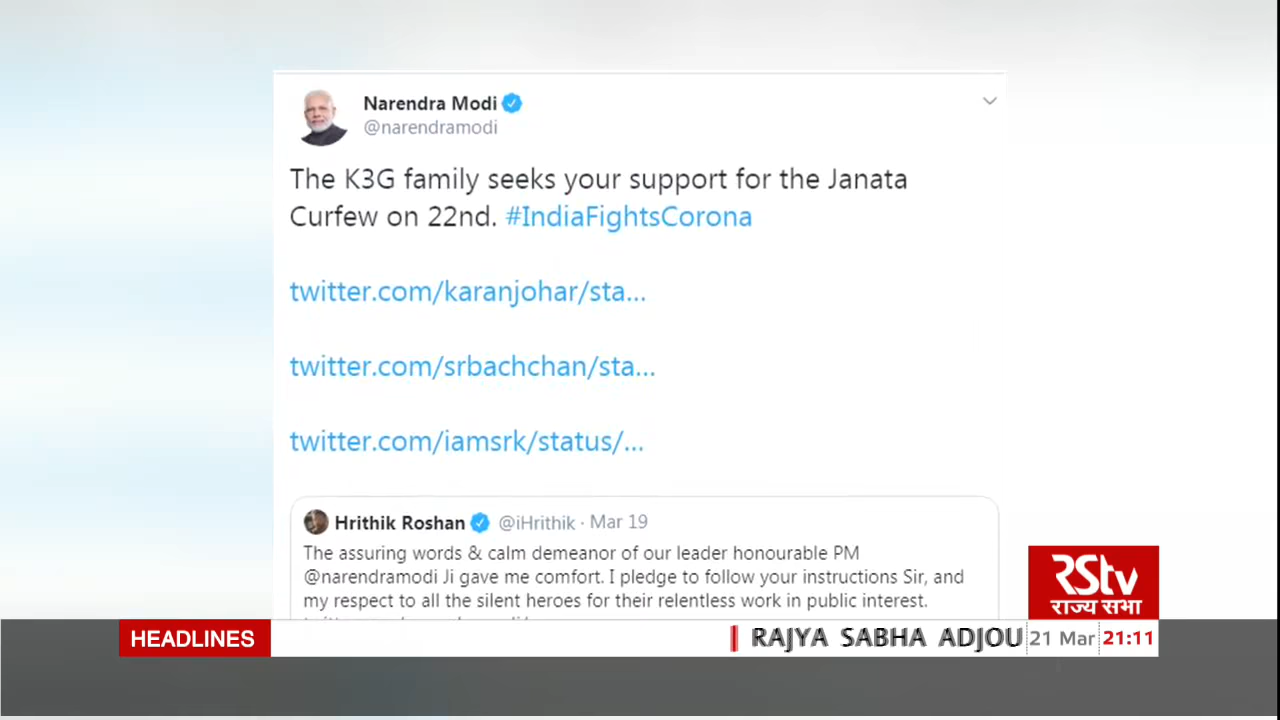 Narendra Modi
@narendramodi
The K3G family seeks your support for the Janata
Curfew on 22nd. #IndiaFightsCorona
twitter.com/karanjohar/sta...
twitter.com/srbachchan/sta...
twitter.com/iamsrk/status/...
Hrithik Roshan @iHrithik · Mar 19
The assuring words & calm demeanor of our leader honourable PM
@narendramodi Ji gave me comfort. I pledge to follow your instructions Sir, and
my respect to all the silent heroes for their relentless work in public interest.
RSTV
राज्य सभा
HEADLINES
RAJYA SABHA ADJOU
21 Mar 21:11